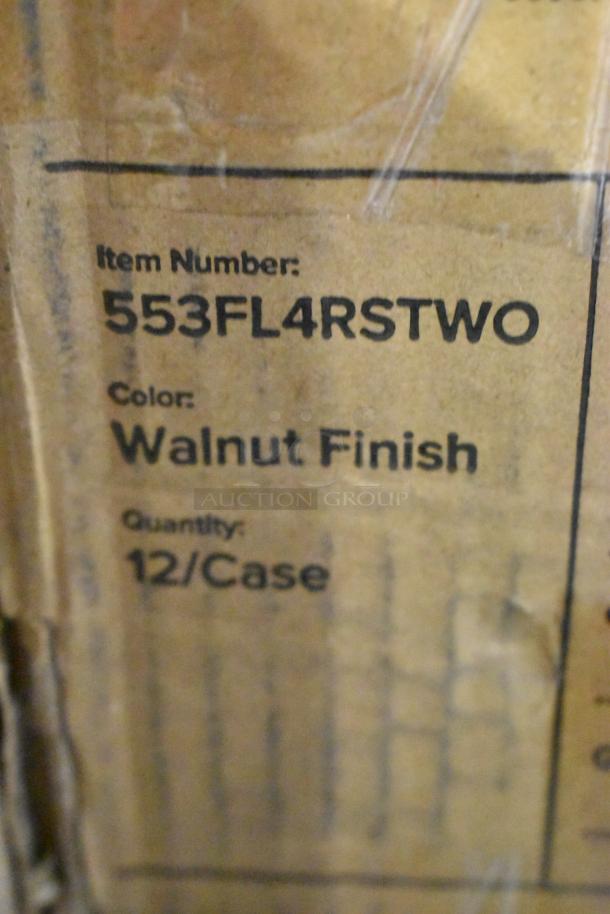 Item Number:
553FL4RSTWO
Color:
Walnut Finish
AUCTION GROUP
Quantity:
12/Case